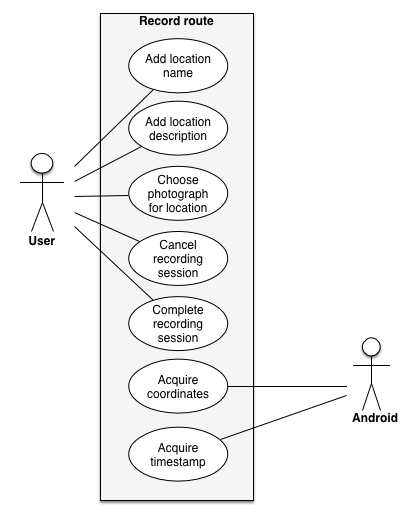 Record route
Add location
name
Add location
description
Choose
photograph
for location
User
Cancel
recording
session
Complete
recording
session
Acquire
coordinates
Android
Acquire
timestamp